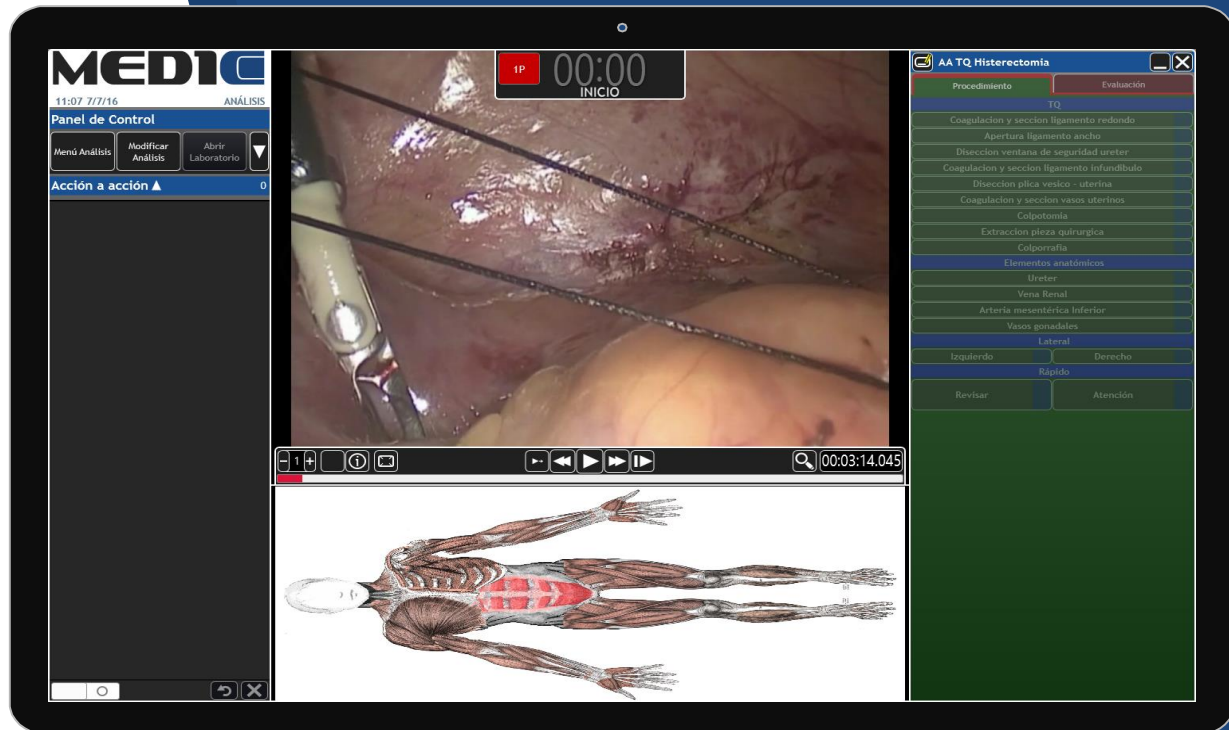 MEDIC
11:07 7/7/16 ANÁLISIS
Panel de Control
Menú Análisis
Modificar Análisis
Abrir Laboratorio
Acción a acción ▲ 0
1P
00:00
INICIO
- 1 +
00:03:14.045
AA TQ Histerectomia
Procedimiento Evaluación
TQ
Coagulacion y seccion ligamento redondo
Apertura ligamento ancho
Diseccion ventana de seguridad ureter
Coagulacion y seccion ligamento infundibulo
Diseccion plica vesico - uterina
Coagulacion y seccion vasos uterinos
Colpotomia
Extraccion pieza quirurgica
Colporrafia
Elementos anatómicos
Ureter
Vena Renal
Arteria mesentérica Inferior
Vasos gonadales
Lateral
Izquierdo Derecho
Rápido
Revisar Atención